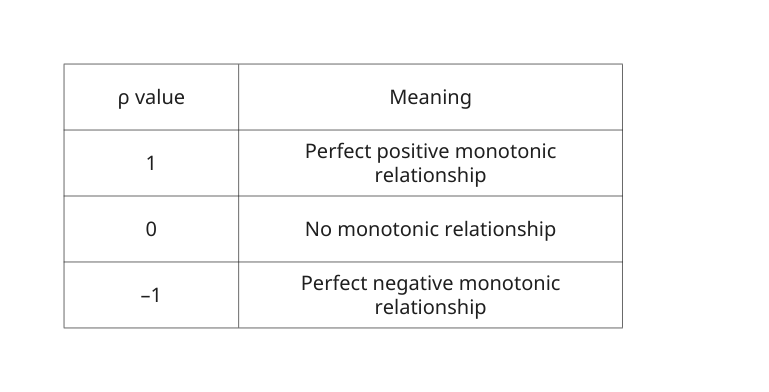 ρ value
Meaning
1
Perfect positive monotonic
relationship
0
No monotonic relationship
–1
Perfect negative monotonic
relationship